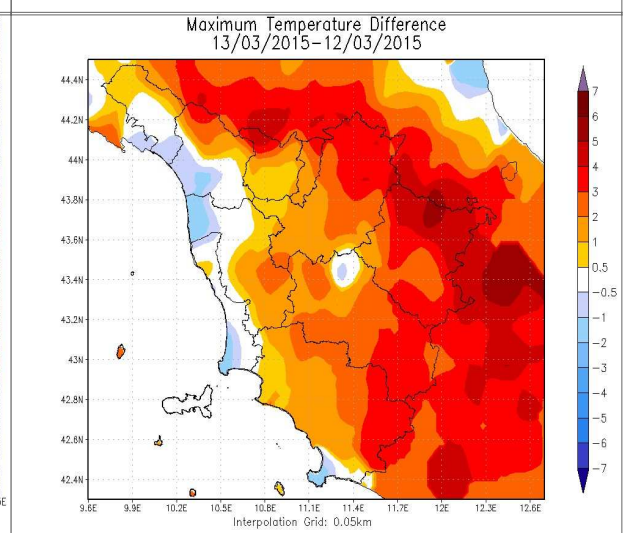 Maximum Temperature Difference
13/03/2015-12/03/2015
44.4N
44.2N
44N
43.8N
43.6N
43.4N
43.2N
43N
42.8N
42.6N
42.4N
9.6E
9.9E
10.2E
10.5E
10.8E
11.1E
11.4E
11.7E
12E
12.3E
12.6E
Interpolation Grid: 0.05km
7
6
5
4
3
2
1
0.5
-0.5
-1
-2
-3
-4
-5
-6
-7